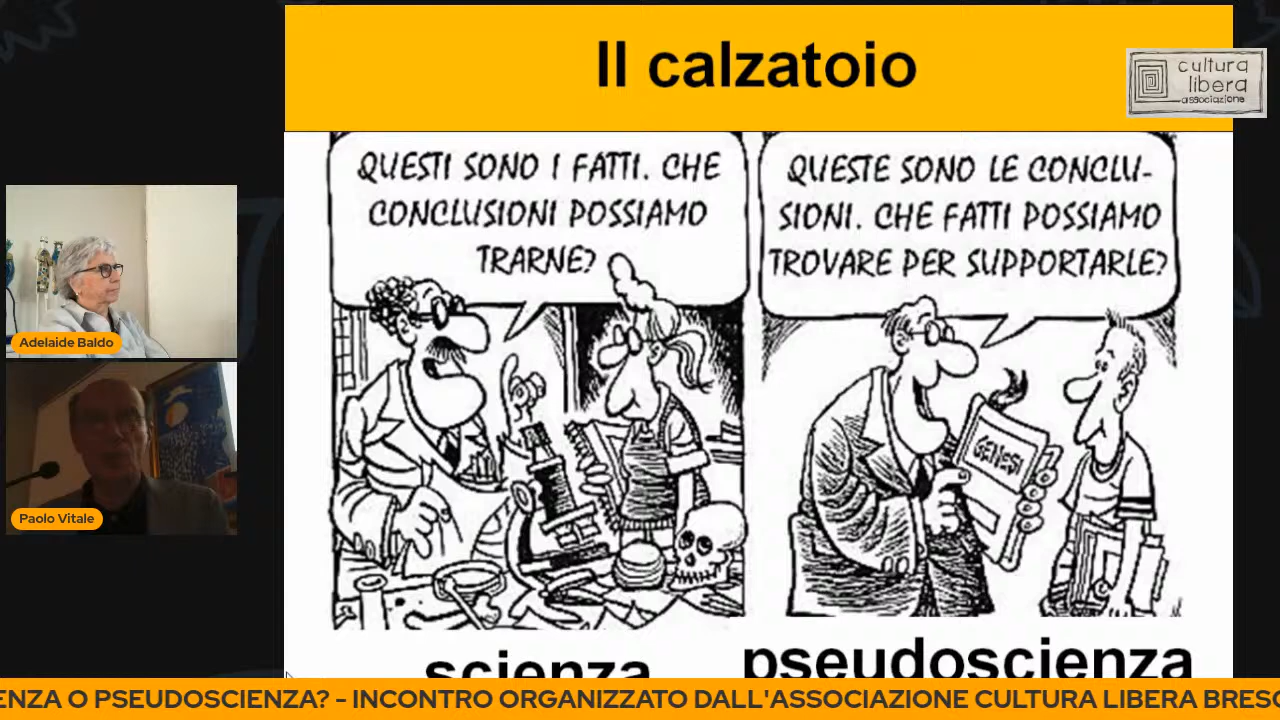 Il calzatoio
cultura
libera
associazione
QUESTI SONO I FATTI. CHE
CONCLUSIONI POSSIAMO
TRARNE?
QUESTE SONO LE CONCLU-
SIONI. CHE FATTI POSSIAMO
TROVARE PER SUPPORTARLE?
GENESI
Adelaide Baldo
Paolo Vitale
scienza
pseudoscienza
ENZA O PSEUDOSCIENZA? - INCONTRO ORGANIZZATO DALL'ASSOCIAZIONE CULTURA LIBERA BRESC